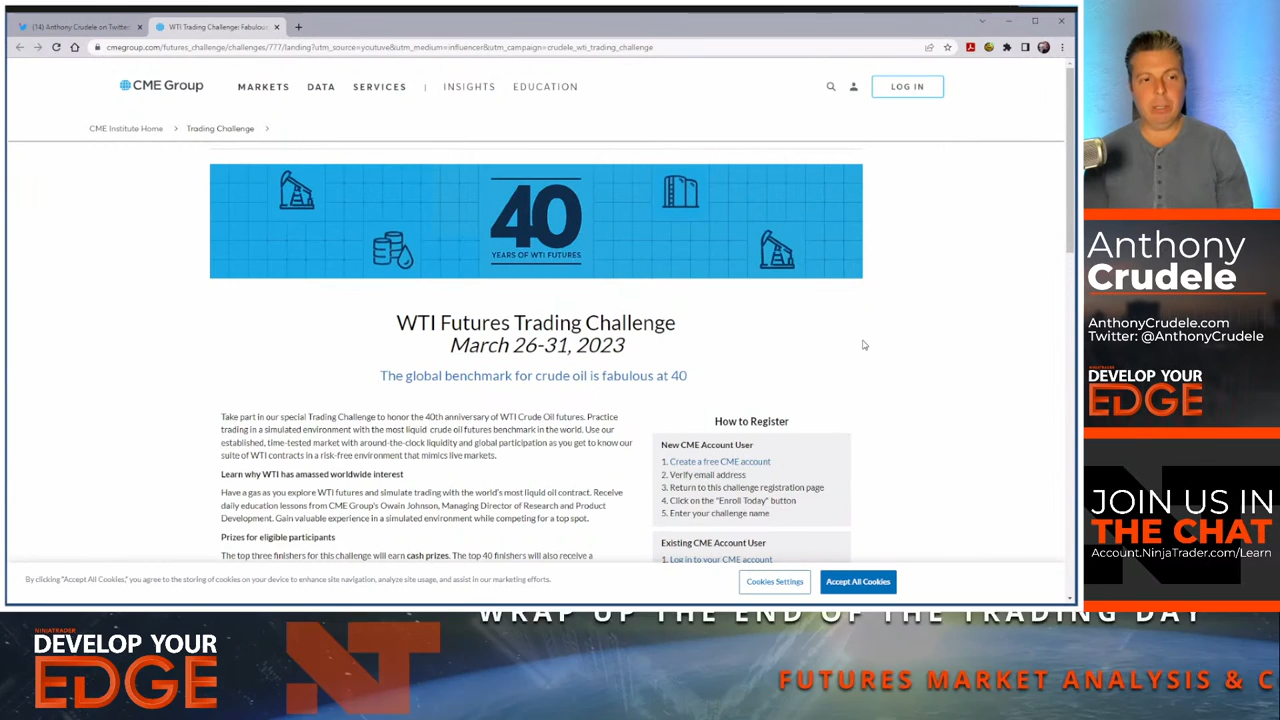 (14) Anthony Crudele on Twitter
WTI Trading Challenge: Fabulous
cmegroup.com/futures_challenge/challenges/777/landing?utm_source=youtuve&utm_medium=influencer&utm_campaign=crudele_wti_trading_challenge
CME Group
MARKETS DATA SERVICES | INSIGHTS EDUCATION
LOG IN
CME Institute Home > Trading Challenge >
40
YEARS OF WTI FUTURES
WTI Futures Trading Challenge
March 26-31, 2023
The global benchmark for crude oil is fabulous at 40
Take part in our special Trading Challenge to honor the 40th anniversary of WTI Crude Oil futures. Practice
trading in a simulated environment with the most liquid crude oil futures benchmark in the world. Use our
established, time-tested market with around-the-clock liquidity and global participation as you get to know our
suite of WTI contracts in a risk-free environment that mimics live markets.
Learn why WTI has amassed worldwide interest
Have a gas as you explore WTI futures and simulate trading with the world's most liquid oil contract. Receive
daily education lessons from CME Group's Owain Johnson, Managing Director of Research and Product
Development. Gain valuable experience in a simulated environment while competing for a top spot.
Prizes for eligible participants
The top three finishers for this challenge will earn cash prizes. The top 40 finishers will also receive a
How to Register
New CME Account User
1. Create a free CME account
2. Verify email address
3. Return to this challenge registration page
4. Click on the "Enroll Today" button
5. Enter your challenge name
Existing CME Account User
1. Log in to your CME account
By clicking "Accept All Cookies," you agree to the storing of cookies on your device to enhance site navigation, analyze site usage, and assist in our marketing efforts.
Cookies Settings
Accept All Cookies
Anthony
Crudele
AnthonyCrudele.com
Twitter: @AnthonyCrudele
NINJATRADER
DEVELOP YOUR
EDGE
JOIN US IN
THE CHAT
Account.NinjaTrader.com/Learn
NINJATRADER
DEVELOP YOUR
EDGE
NT
WRAP UP THE END OF THE TRADING DAY
FUTURES MARKET ANALYSIS & C